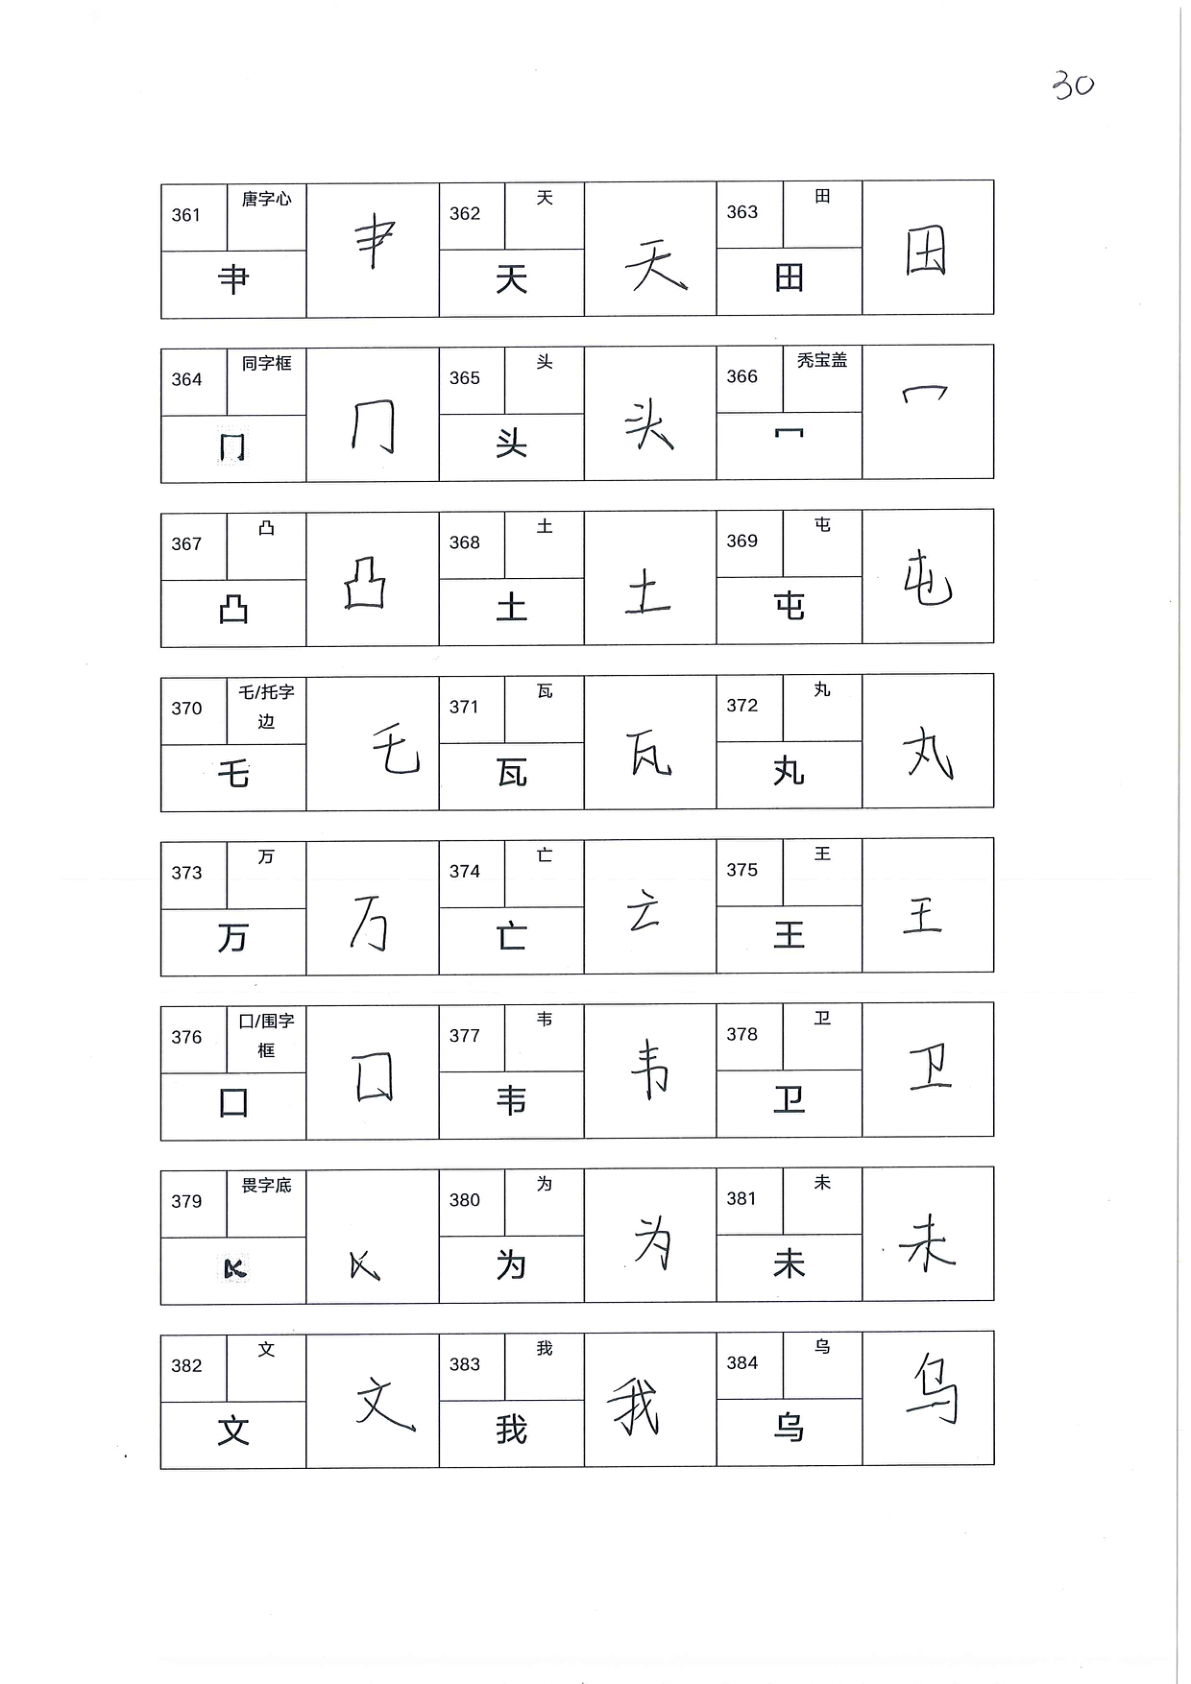 30
361 唐字心 肀 肀 362 天 天 天 363 田 田 田
364 同字框 冂 冂 365 头 头 头 366 秃宝盖 冖 冖
367 凸 凸 凸 368 土 土 土 369 屯 屯 屯
370 乇/托字边 乇 乇 371 瓦 瓦 瓦 372 丸 丸 丸
373 万 万 万 374 亡 亡 云 375 王 王 王
376 囗/围字框 囗 囗 377 韦 韦 韦 378 卫 卫 卫
379 畏字底 380 为 为 为 381 未 未 未
382 文 文 文 383 我 我 我 384 乌 乌 乌